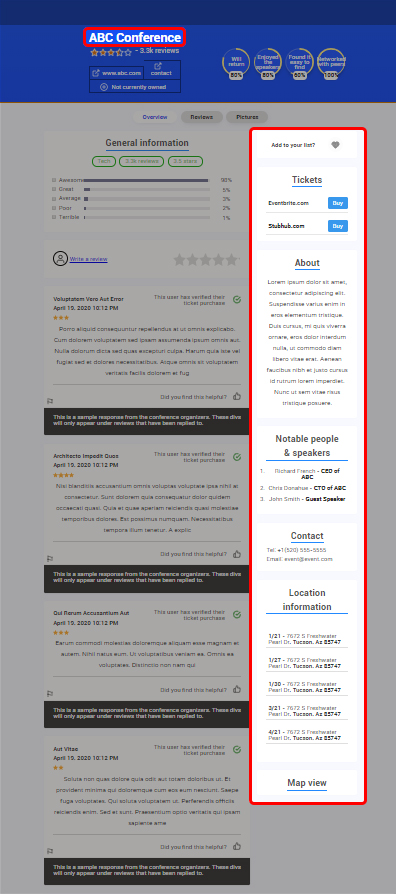 ABC Conference
~ 3.3k reviews
www.abc.com
contact
Not currently owned
Will return
80%
Enjoyed the speakers
80%
Found it easy to find
80%
Networked with peers
100%
Overview
Reviews
Pictures
General information
Tech
3.3k reviews
3.5 stars
Awesome
90%
Great
5%
Average
3%
Poor
2%
Terrible
1%
Write a review
Voluptatem Vero Aut Error
April 19. 2020 10:12 PM
This user has verified their
ticket purchase
Porro aliquid consequuntur repellendus at ut omnis explicabo.
Cum dolorem voluptatem sed ipsam assumenda ipsum omnis aut.
Nulla dolorum dicta sed quas excepturi culpa. Harum quia iste vel
fugiat sed et dolores necessitatibus. Atque omnis sit voluptatem
veritatis facilis dolorem et fug
Did you find this helpful?
This is a sample response from the conference organizers. These divs
will only appear under reviews that have been replied to.
Architecto Impedit Quos
April 19. 2020 10:12 PM
This user has verified their
ticket purchase
Nisi blanditiis accusantium omnis voluptas voluptate ipsa nihil at
consectetur. Sunt dolorem quis consequatur dolor quidem
occaecati quasi. Quia et quae aperiam reiciendis quasi molestiae
temporibus dolores. Est possimus numquam. Necessitatibus
tempora illum tenetur. A explic
Did you find this helpful?
This is a sample response from the conference organizers. These divs
will only appear under reviews that have been replied to.
Qui Rerum Accusantium Aut
April 19. 2020 10:12 PM
This user has verified their
ticket purchase
Earum commodi molestias doloremque aliquam esse magnam et
autem. Nihil natus eum. Ut voluptatibus veniam ea. Omnis ea
voluptates. Distinctio non nam qui
Did you find this helpful?
This is a sample response from the conference organizers. These divs
will only appear under reviews that have been replied to.
Aut Vitae
April 19. 2020 10:12 PM
This user has verified their
ticket purchase
Soluta non quas dolore quia odit aut totam doloribus ut. Et
provident minima qui doloremque cum eos eum nesciunt. Saepe
fuga voluptates. Qui soluta voluptatem ut. Perferendis officiis
reiciendis enim. Sed et sunt. Praesentium optio veritatis qui ipsam
sapiente ame
Did you find this helpful?
This is a sample response from the conference organizers. These divs
will only appear under reviews that have been replied to.
Add to your list?
Tickets
Eventbrite.com
Buy
Stubhub.com
Buy
About
Lorem ipsum dolor sit amet,
consectetur adipiscing elit.
Suspendisse varius enim in
eros elementum tristique.
Duis cursus, mi quis viverra
ornare, eros dolor interdum
nulla, ut commodo diam
libero vitae erat. Aenean
faucibus nibh et justo cursus
id rutrum lorem imperdiet.
Nunc ut sem vitae risus
tristique posuere.
Notable people
& speakers
1. Richard French - CEO of
ABC
2. Chris Donahue - CTO of ABC
3. John Smith - Guest Speaker
Contact
Tel: +1(520) 555-5555
Email: event@event.com
Location
information
1/21 - 7672 S Freshwater
Pearl Dr. Tucson. Az 85747
1/27 - 7672 S Freshwater
Pearl Dr. Tucson. Az 85747
1/30 - 7672 S Freshwater
Pearl Dr. Tucson. Az 85747
3/21 - 7672 S Freshwater
Pearl Dr. Tucson. Az 85747
4/21 - 7672 S Freshwater
Pearl Dr. Tucson. Az 85747
Map view